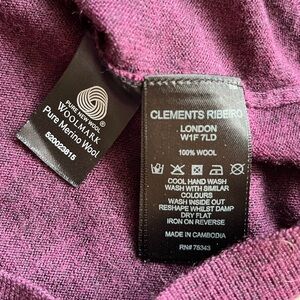 PURE NEW WOOL
WOOLMARK
Pure Merino Wool
520023815
CLEMENTS RIBEIRO
LONDON
W1F 7LD
100% WOOL
COOL HAND WASH
WASH WITH SIMILAR
COLOURS
WASH INSIDE OUT
RESHAPE WHILST DAMP
DRY FLAT
IRON ON REVERSE
MADE IN CAMBODIA
RN# 75343